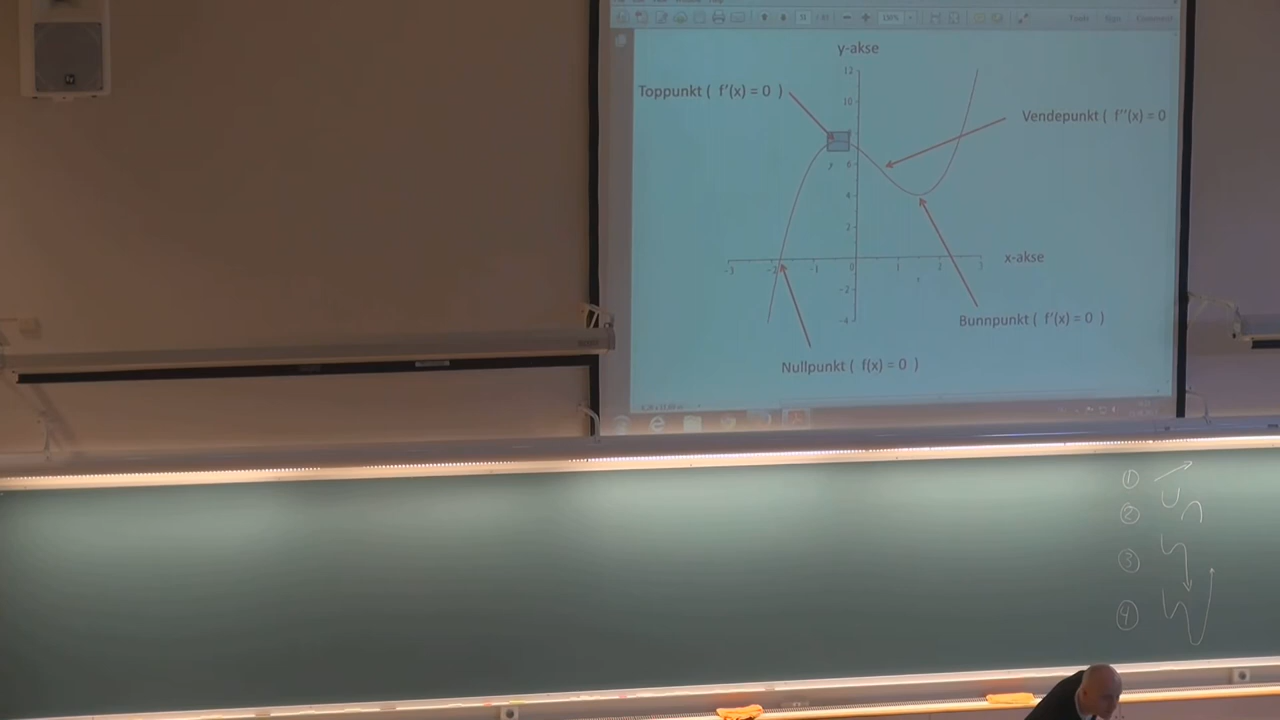 y-akse
12
Toppunkt ( f'(x) = 0 )
10
Vendepunkt ( f''(x) = 0
y
6
4
2
-3 -2 -1 0 1 2 3
x-akse
-2
-4
Bunnpunkt ( f'(x) = 0 )
Nullpunkt ( f(x) = 0 )
1
2
3
4